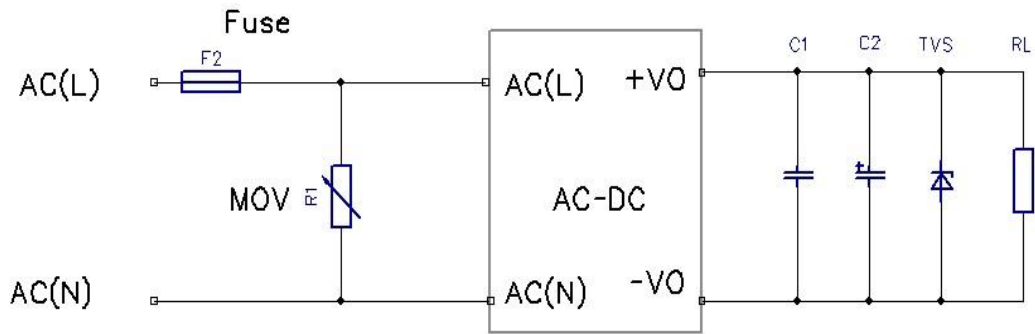 Fuse
F2
C1 C2 TVS RL
AC(L) AC(L) +VO
MOV R1 AC-DC
+
AC(N) AC(N) -VO